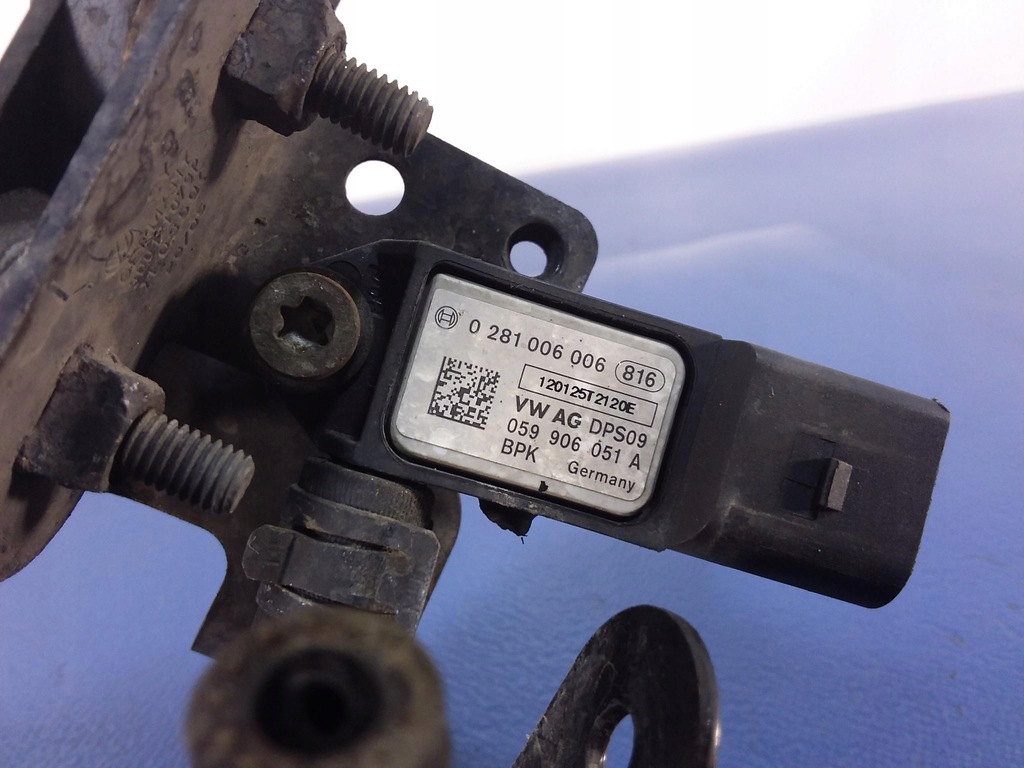 0 281 006 006 816
120125T2120E
VW AG DPS09
059 906 051 A
BPK Germany